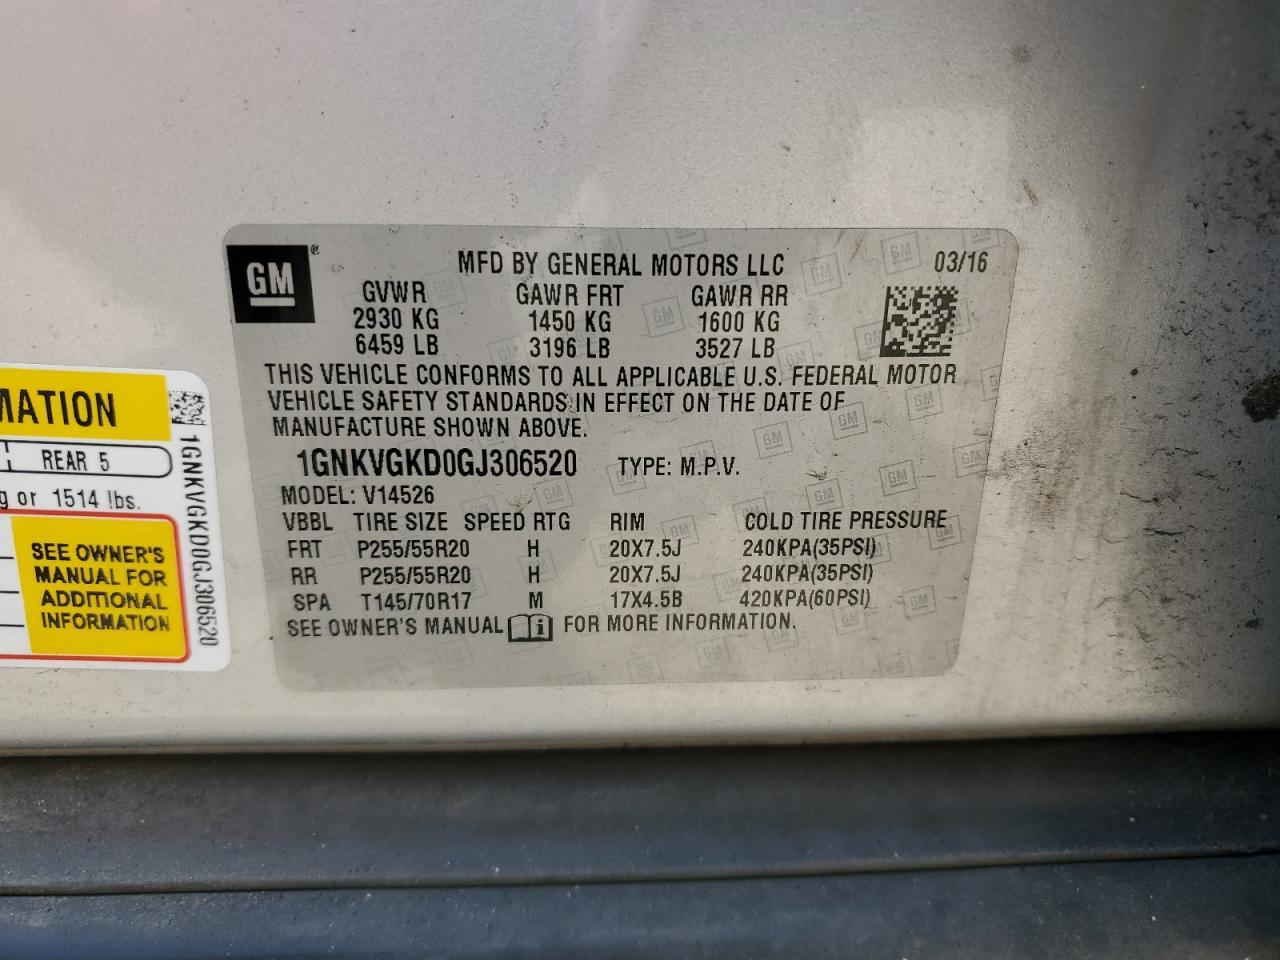 GM ®
MFD BY GENERAL MOTORS LLC 03/16
GVWR GAWR FRT GAWR RR
2930 KG 1450 KG 1600 KG
6459 LB 3196 LB 3527 LB
THIS VEHICLE CONFORMS TO ALL APPLICABLE U.S. FEDERAL MOTOR
VEHICLE SAFETY STANDARDS IN EFFECT ON THE DATE OF
MANUFACTURE SHOWN ABOVE.
1GNKVGKD0GJ306520 TYPE: M.P.V.
MODEL: V14526
VBBL TIRE SIZE SPEED RTG RIM COLD TIRE PRESSURE
FRT P255/55R20 H 20X7.5J 240KPA(35PSI)
RR P255/55R20 H 20X7.5J 240KPA(35PSI)
SPA T145/70R17 M 17X4.5B 420KPA(60PSI)
SEE OWNER'S MANUAL FOR MORE INFORMATION.
MATION
REAR 5
g or 1514 lbs.
SEE OWNER'S
MANUAL FOR
ADDITIONAL
INFORMATION
1GNKVGKD0GJ306520